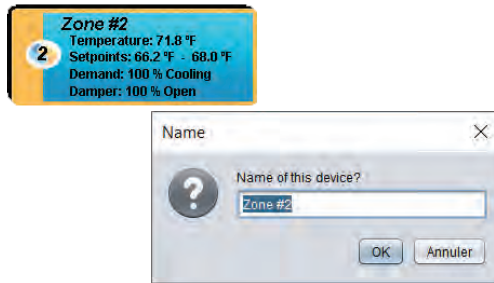 Zone #2
Temperature: 71.8 °F
2
Setpoints: 66.2 °F - 68.0 °F
Demand: 100 % Cooling
Damper: 100 % Open
Name
Name of this device?
Zone #2
OK
Annuler